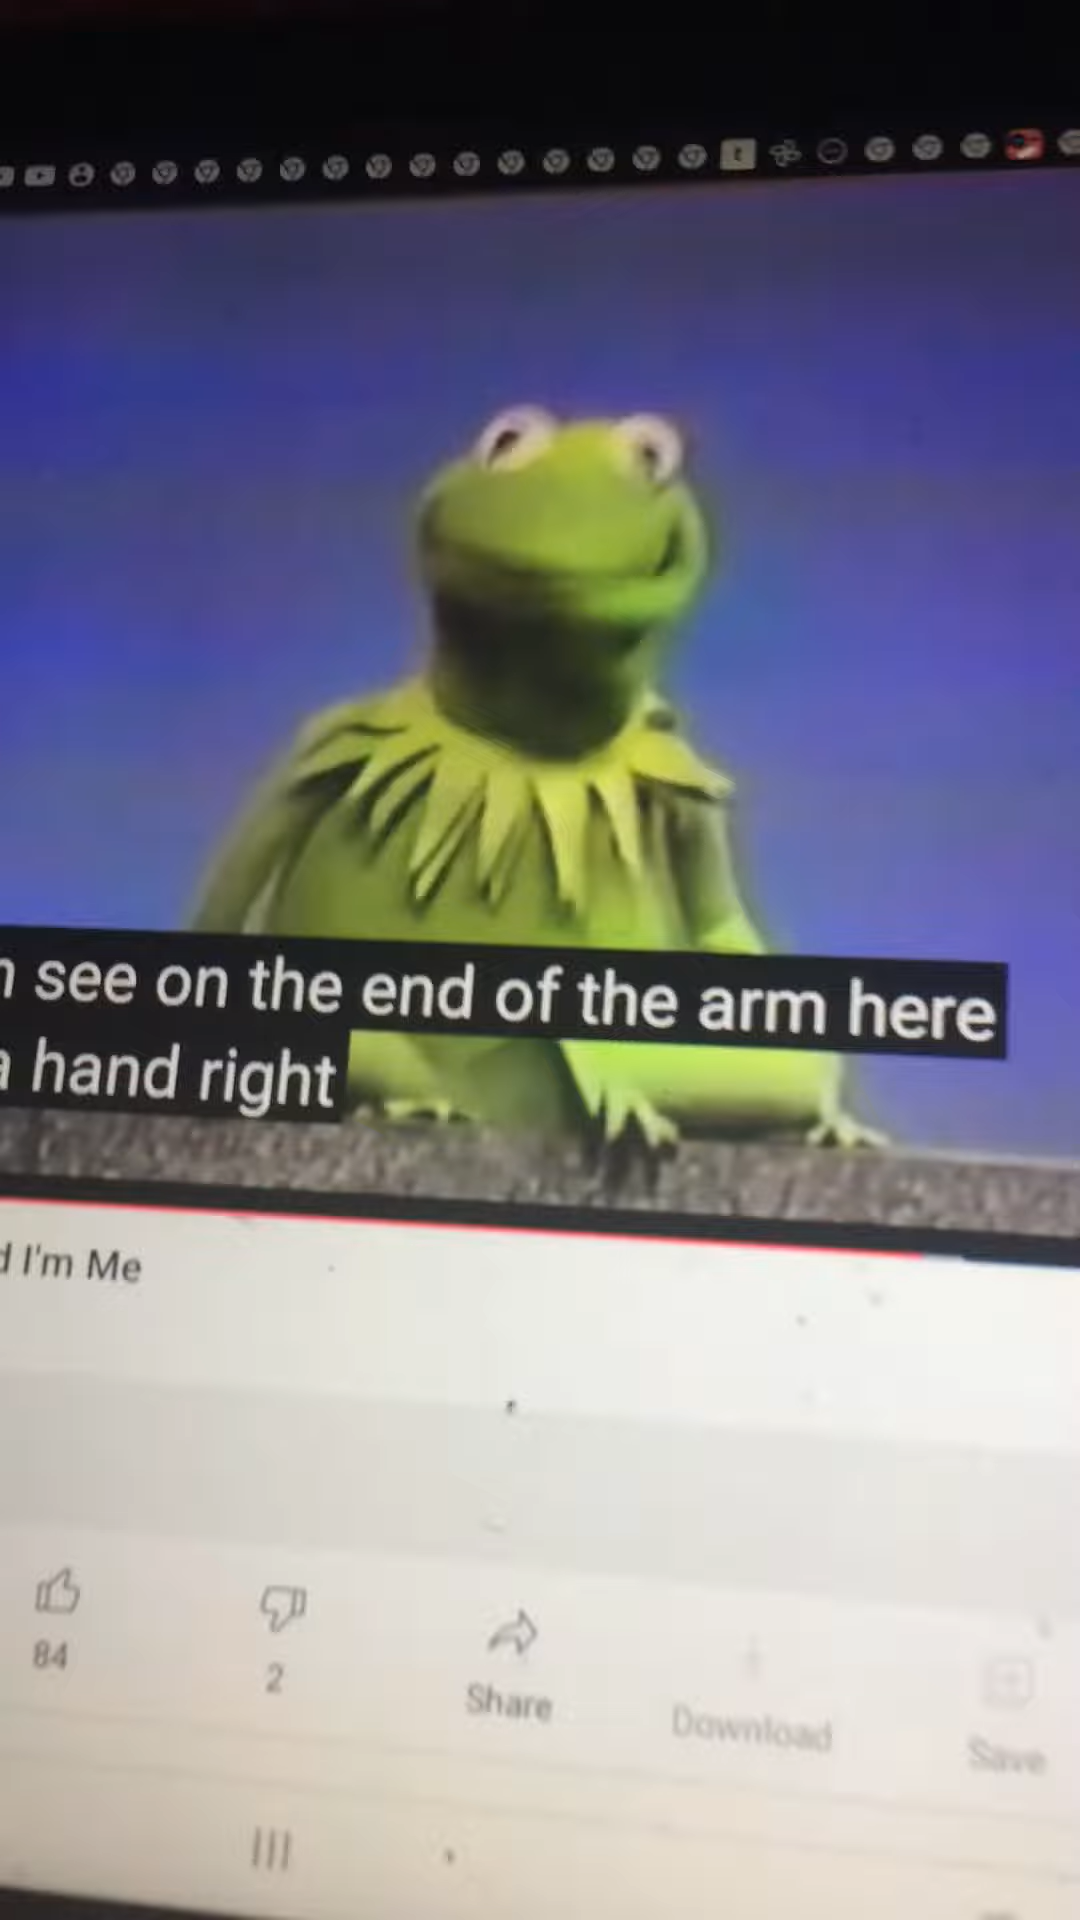 see on the end of the arm here
hand right
I'm Me
84
2
Share
Download
Save